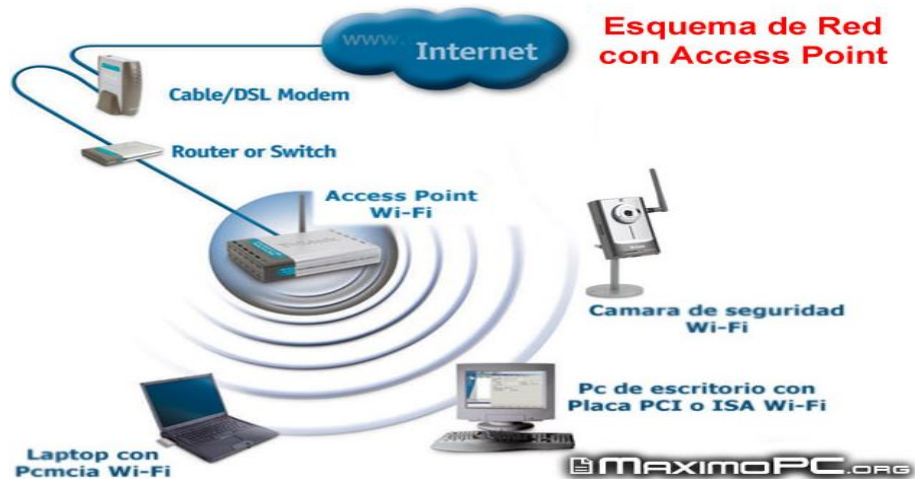 Esquema de Red
con Access Point
www.
Internet
Cable/DSL Modem
Router or Switch
Access Point
Wi-Fi
Camara de seguridad
Wi-Fi
Pc de escritorio con
Placa PCI o ISA Wi-Fi
Laptop con
Pcmcia Wi-Fi
MAXIMOPC.ORG